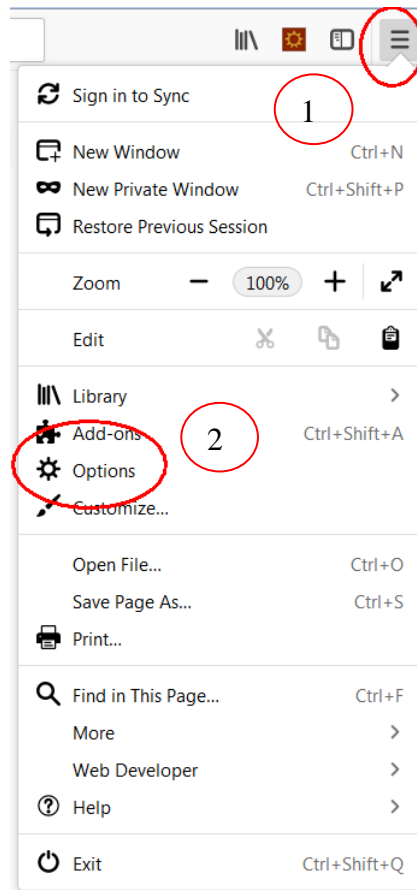 Sign in to Sync
1
New Window Ctrl+N
New Private Window Ctrl+Shift+P
Restore Previous Session
Zoom 100%
Edit
Library
Add-ons Ctrl+Shift+A
2
Options
Customize...
Open File... Ctrl+O
Save Page As... Ctrl+S
Print...
Find in This Page... Ctrl+F
More
Web Developer
Help
Exit Ctrl+Shift+Q